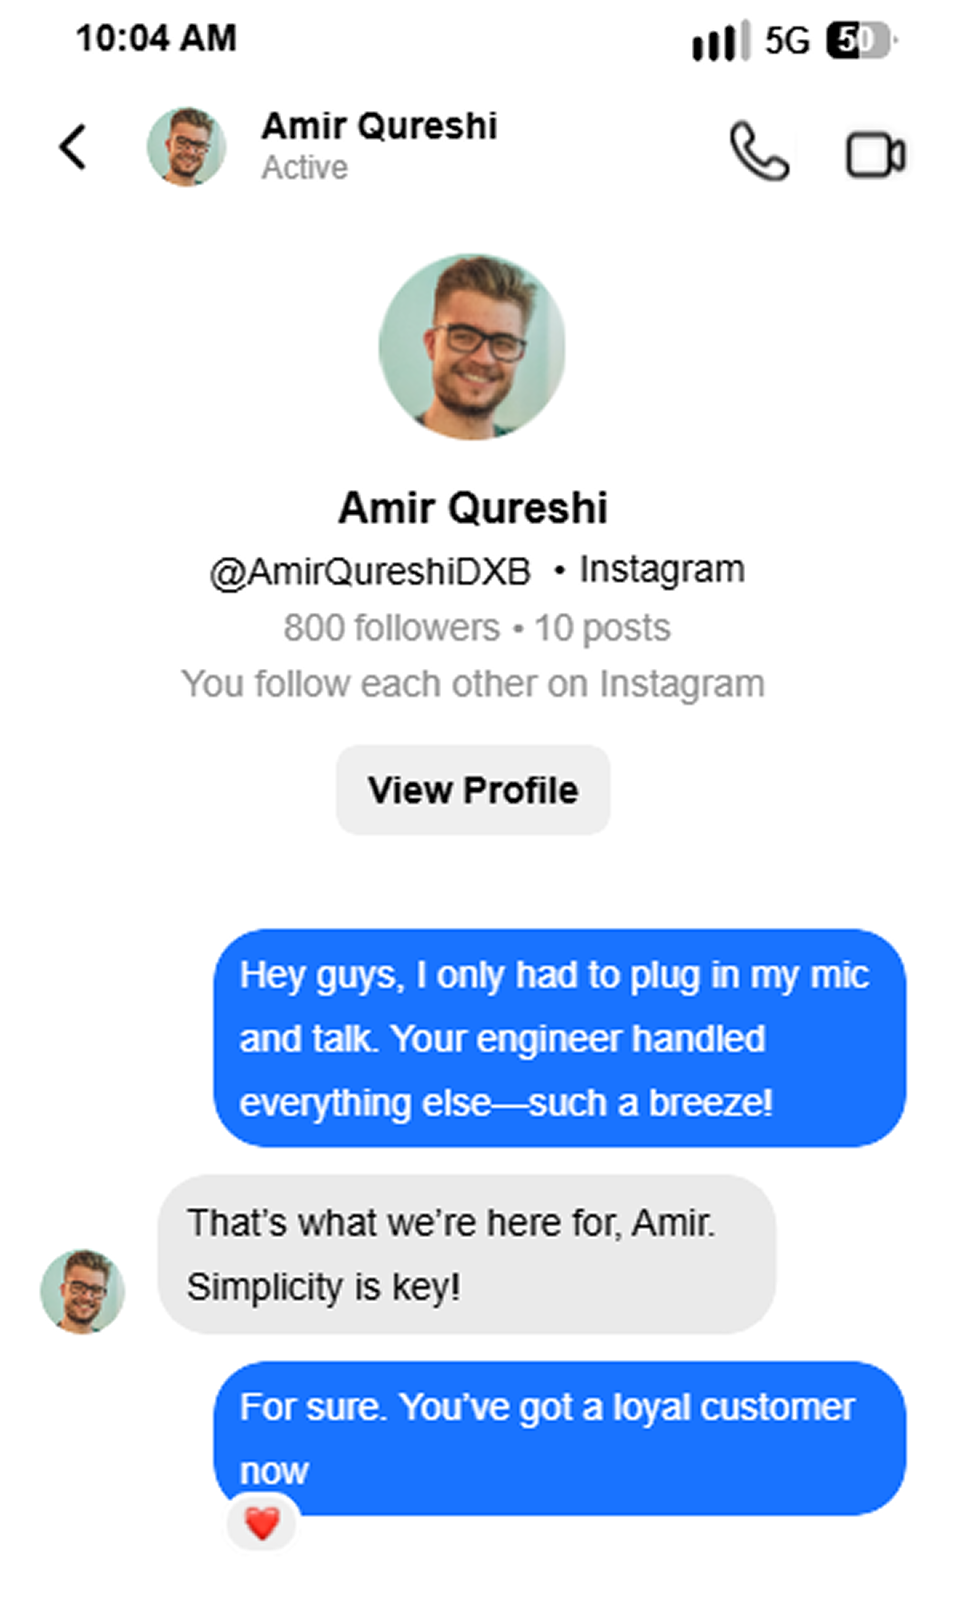 10:04 AM 5G 50
Amir Qureshi
Active
Amir Qureshi
@AmirQureshiDXB • Instagram
800 followers • 10 posts
You follow each other on Instagram
View Profile
Hey guys, I only had to plug in my mic
and talk. Your engineer handled
everything else—such a breeze!
That’s what we’re here for, Amir.
Simplicity is key!
For sure. You’ve got a loyal customer
now